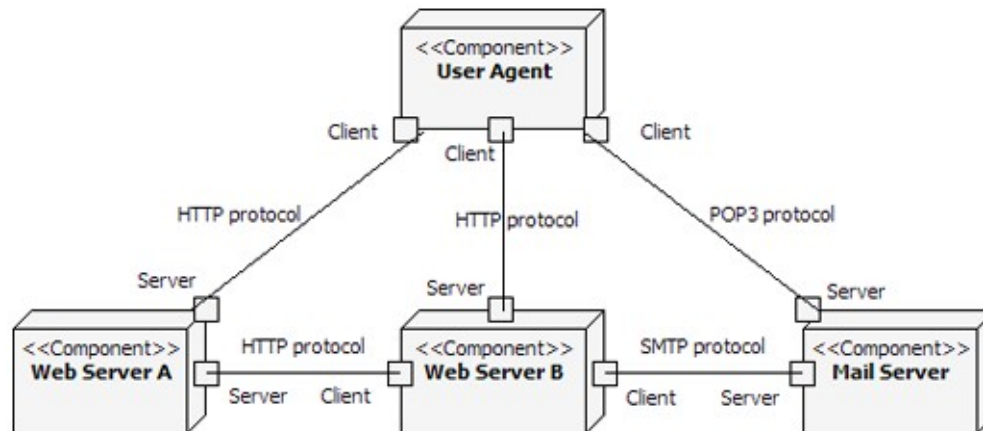 <<Component>>
User Agent
Client
Client
Client
HTTP protocol
HTTP protocol
POP3 protocol
Server
Server
Server
<<Component>>
Web Server A
HTTP protocol
Server
Client
<<Component>>
Web Server B
SMTP protocol
Client
Server
<<Component>>
Mail Server